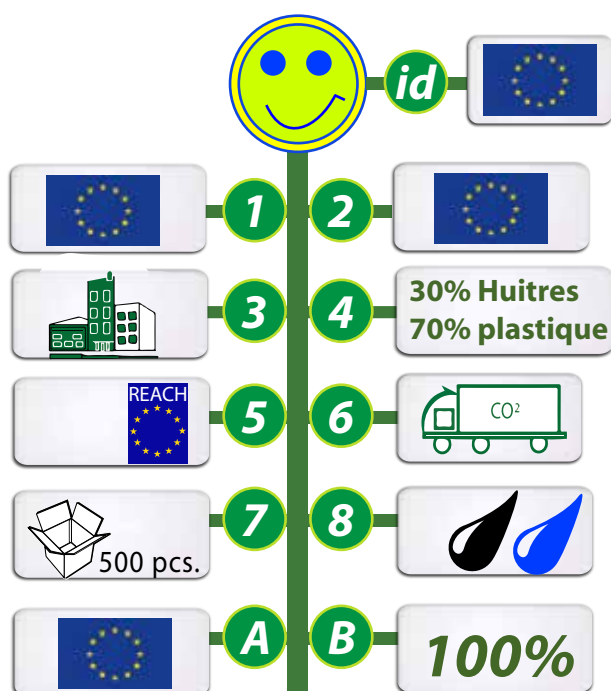 id
1
2
3
4
30% Huitres
70% plastique
REACH
5
6
CO²
7
8
500 pcs.
A
B
100%